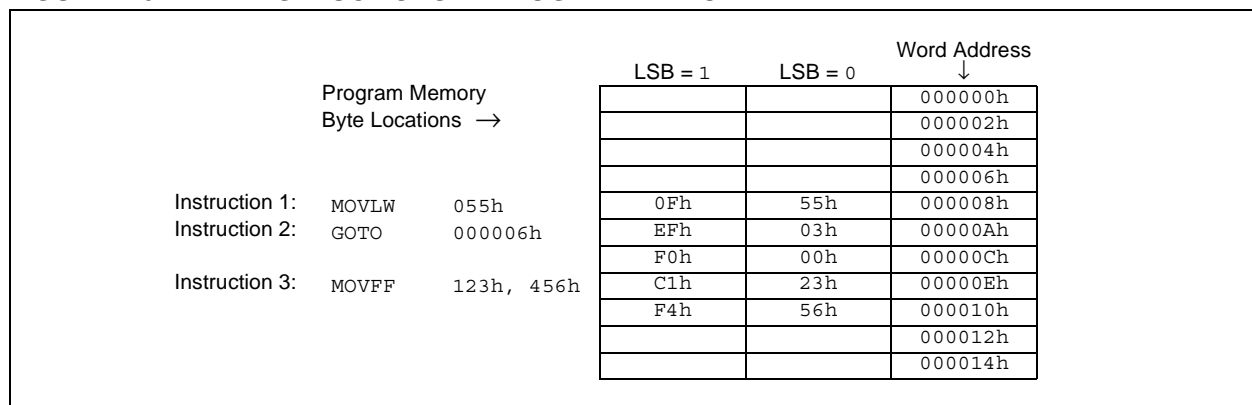 Word Address
LSB = 1 LSB = 0 ↓
Program Memory 000000h
Byte Locations → 000002h
000004h
000006h
Instruction 1: MOVLW 055h 0Fh 55h 000008h
Instruction 2: GOTO 000006h EFh 03h 00000Ah
F0h 00h 00000Ch
Instruction 3: MOVFF 123h, 456h C1h 23h 00000Eh
F4h 56h 000010h
000012h
000014h